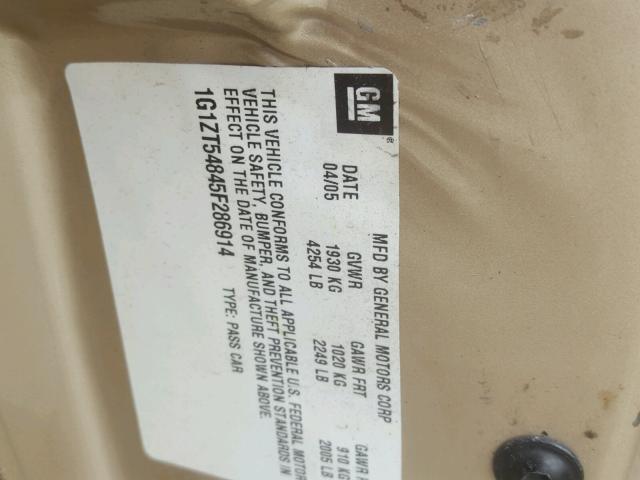 GM
MFD BY GENERAL MOTORS CORP
DATE GVWR GAWR FRT GAWR
04/05 1930 KG 1020 KG 910 KG
4254 LB 2249 LB 2005 LB
THIS VEHICLE CONFORMS TO ALL APPLICABLE U.S. FEDERAL MOTOR
VEHICLE SAFETY, BUMPER, AND THEFT PREVENTION STANDARDS IN
EFFECT ON THE DATE OF MANUFACTURE SHOWN ABOVE.
1G1ZT54845F286914 TYPE: PASS CAR